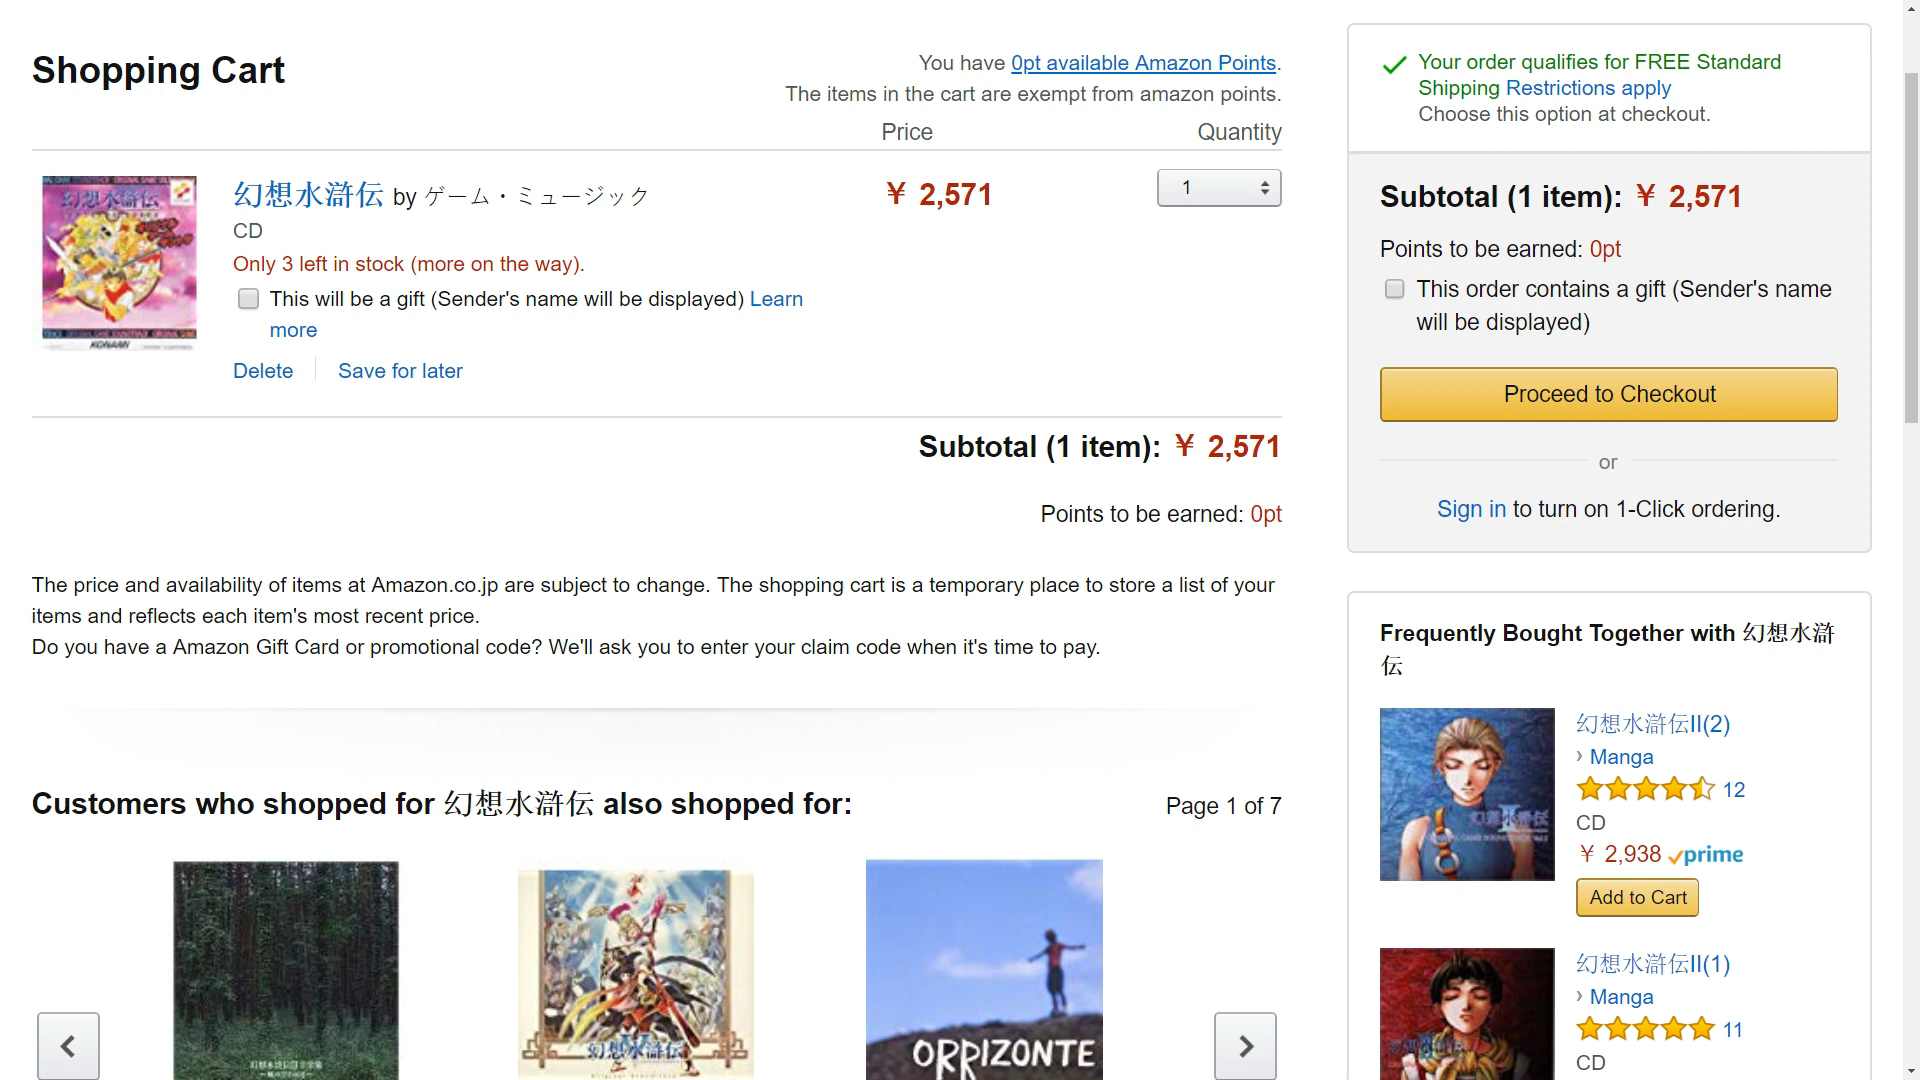 Shopping Cart
You have 0pt available Amazon Points.
The items in the cart are exempt from amazon points.
Price
Quantity
幻想水滸伝 by ゲーム・ミュージック
¥ 2,571
1
CD
Only 3 left in stock (more on the way).
This will be a gift (Sender's name will be displayed) Learn
more
Delete
Save for later
KONAMI
Subtotal (1 item): ¥ 2,571
Points to be earned: 0pt
The price and availability of items at Amazon.co.jp are subject to change. The shopping cart is a temporary place to store a list of your
items and reflects each item's most recent price.
Do you have a Amazon Gift Card or promotional code? We'll ask you to enter your claim code when it's time to pay.
Customers who shopped for 幻想水滸伝 also shopped for:
Page 1 of 7
幻想水滸伝
ORRIZONTE
Your order qualifies for FREE Standard
Shipping Restrictions apply
Choose this option at checkout.
Subtotal (1 item): ¥ 2,571
Points to be earned: 0pt
This order contains a gift (Sender's name
will be displayed)
Proceed to Checkout
or
Sign in to turn on 1-Click ordering.
Frequently Bought Together with 幻想水滸
伝
幻想水滸伝II(2)
› Manga
12
CD
¥ 2,938 prime
Add to Cart
幻想水滸伝II(1)
› Manga
11
CD